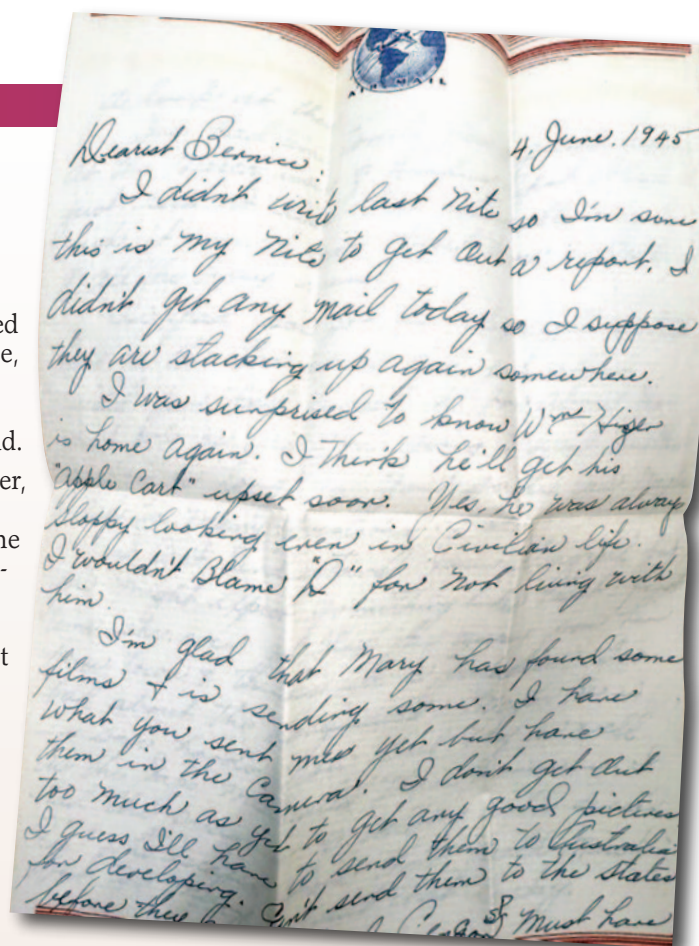 AIR MAIL
4. June. 1945
Dearest Bernice:
I didn't write last nite so I'm sure
this is my nite to get out a report. I
didn't get any mail today so I suppose
they are stacking up again somewhere.
I was surprised to know Wm
is home again. I think he'll get his
"apple Cart" upset soon. Yes, he was always
sloppy looking even in Civilian life.
I wouldn't Blame "D" for not living with
him.
I'm glad that Mary has found some
films & is sending some. I have
what you sent me yet but have
them in the Camera. I don't get out
too much as yet to get any good pictures
I guess I'll have to send them to Australia
for developing. Can't send them to the States
before they Must have
ed
e,
d.
er,
ne
-
t